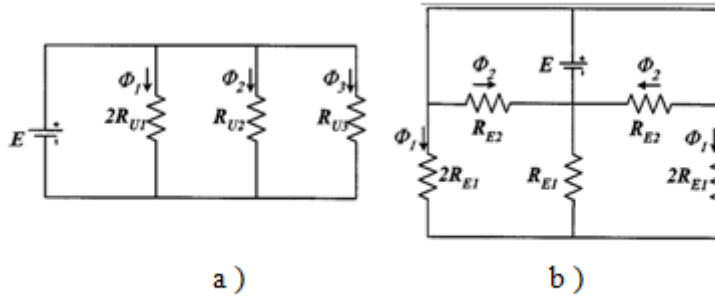 Φ1 Φ2 Φ3
E + - 2RU1 RU2 RU3
a )
E + -
Φ2 Φ2
RE2 RE2
Φ1 Φ1
2RE1 RE1 2RE1
b )